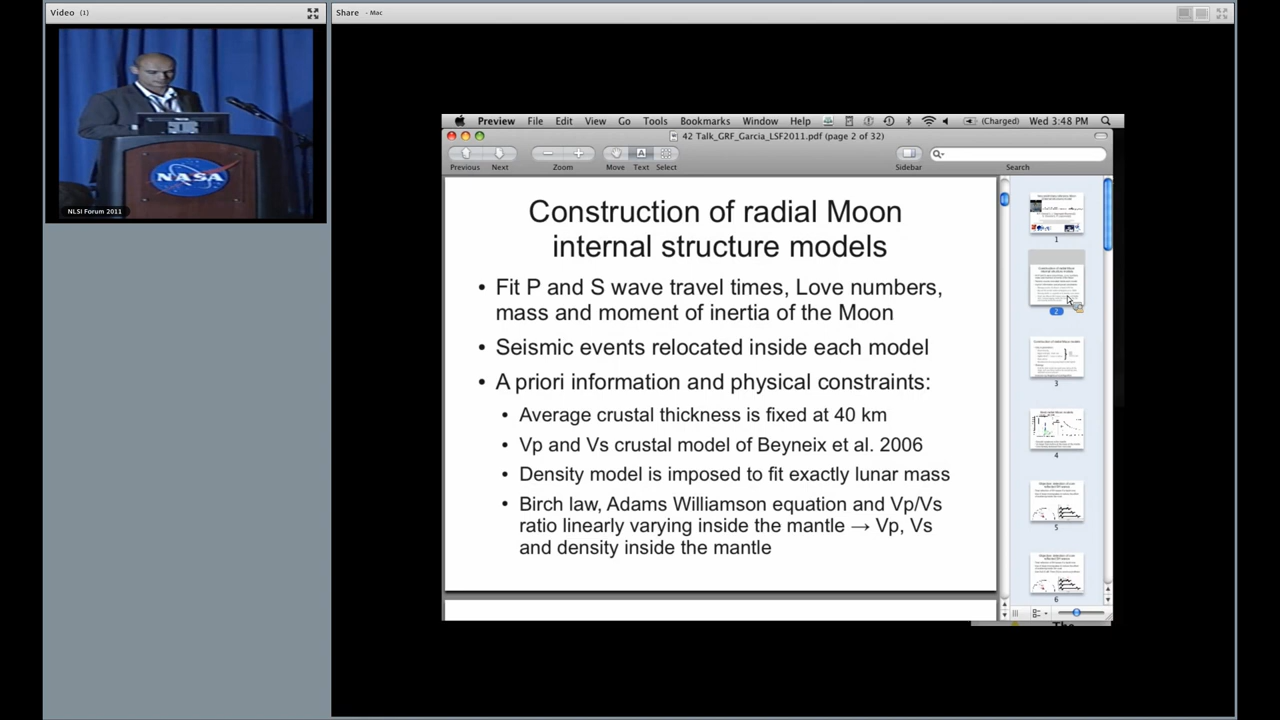 Video (1)
Share - Mac
NASA
NLSI Forum 2011
Preview File Edit View Go Tools Bookmarks Window Help (Charged) Wed 3:48 PM
42 Talk_GRF_Garcia_LSF2011.pdf (page 2 of 32)
Previous Next Zoom Move Text Select Sidebar Search
Construction of radial Moon
internal structure models
• Fit P and S wave travel times, Love numbers,
mass and moment of inertia of the Moon
• Seismic events relocated inside each model
• A priori information and physical constraints:
• Average crustal thickness is fixed at 40 km
• Vp and Vs crustal model of Beyneix et al. 2006
• Density model is imposed to fit exactly lunar mass
• Birch law, Adams Williamson equation and Vp/Vs
ratio linearly varying inside the mantle → Vp, Vs
and density inside the mantle
1
2
3
4
5
6